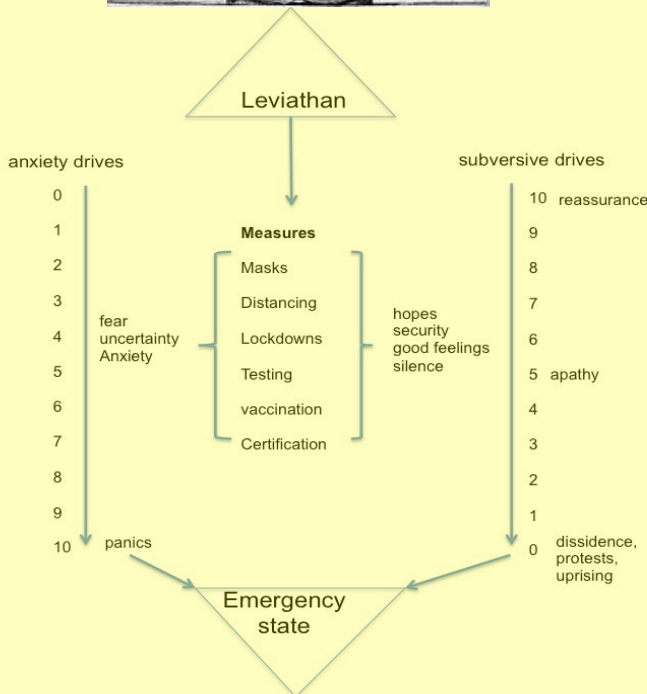 Leviathan
anxiety drives
0
1
2
3
4
5
6
7
8
9
10
panics
fear
uncertainty
Anxiety
Measures
Masks
Distancing
Lockdowns
Testing
vaccination
Certification
hopes
security
good feelings
silence
subversive drives
10 reassurance
9
8
7
6
5 apathy
4
3
2
1
0 dissidence,
protests,
uprising
Emergency
state